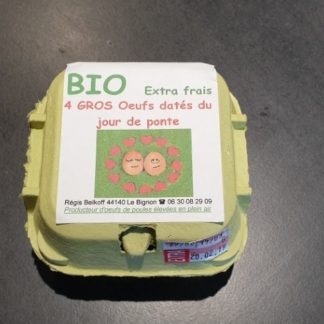 BIO Extra frais
4 GROS Oeufs datés du
jour de ponte
Régis Belkoff 44140 Le Bignon ☎ 06 30 08 29 09
Producteur d'oeufs de poules élevées en plein air